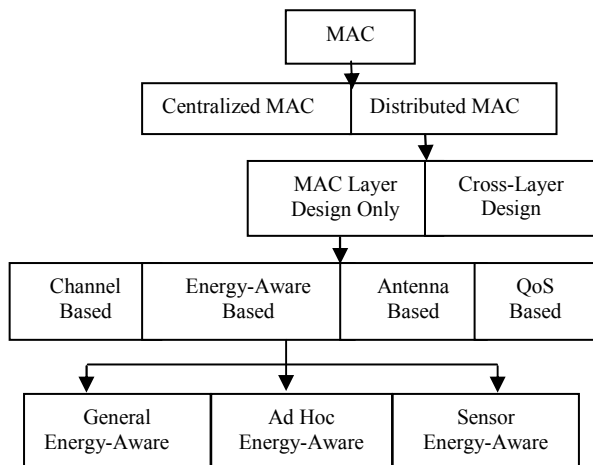 MAC
Centralized MAC
Distributed MAC
MAC Layer
Design Only
Cross-Layer
Design
Channel
Based
Energy-Aware
Based
Antenna
Based
QoS
Based
General
Energy-Aware
Ad Hoc
Energy-Aware
Sensor
Energy-Aware